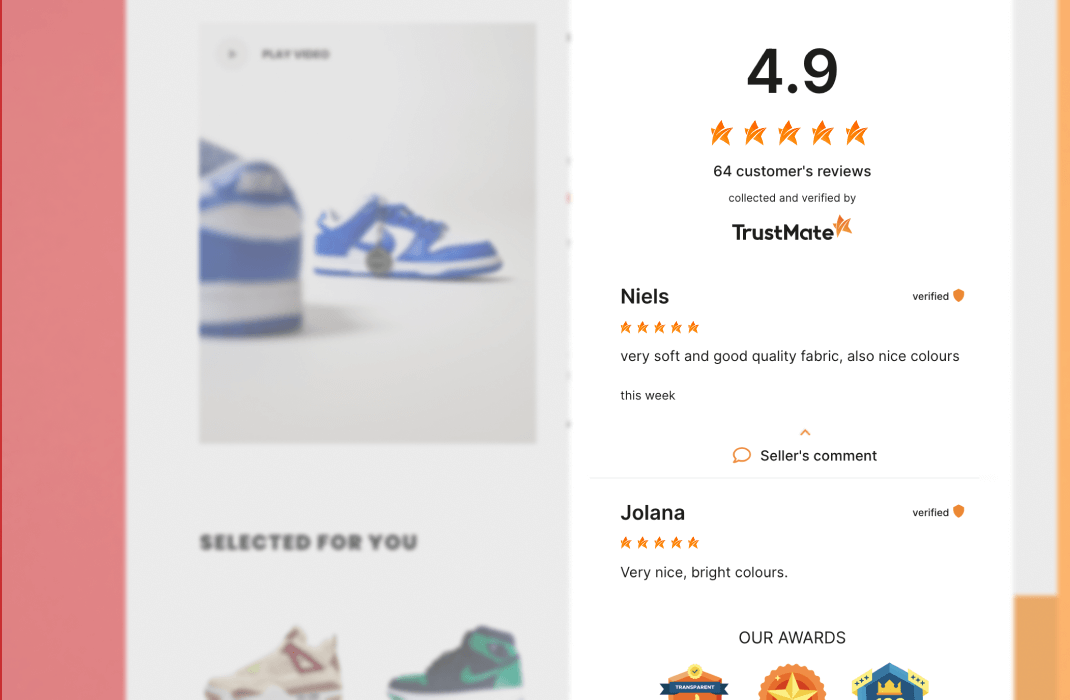 PLAY VIDEO
SELECTED FOR YOU
4.9
64 customer's reviews
collected and verified by
TrustMate
Niels
verified
very soft and good quality fabric, also nice colours
this week
Seller's comment
Jolana
verified
Very nice, bright colours.
OUR AWARDS
TRANSPARENT